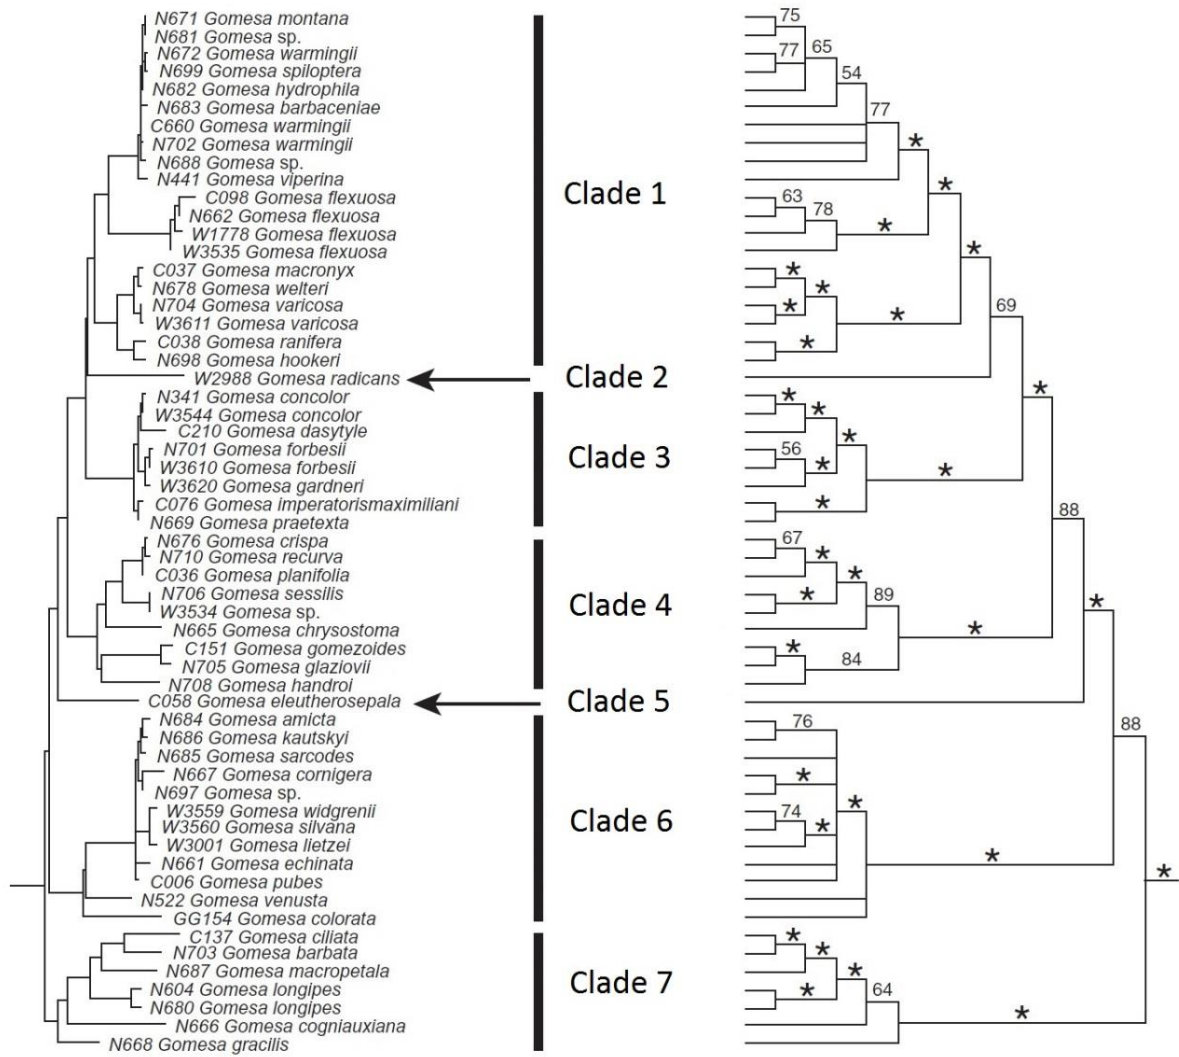 N671 Gomesa montana 75
N681 Gomesa sp.
N672 Gomesa warmingii 77 65
N699 Gomesa spiloptera 54
N682 Gomesa hydrophila
N683 Gomesa barbaceniae 77
C660 Gomesa warmingii
N702 Gomesa warmingii *
N688 Gomesa sp.
N441 Gomesa viperina *
Clade 1
C098 Gomesa flexuosa 63
N662 Gomesa flexuosa 78
W1778 Gomesa flexuosa *
W3535 Gomesa flexuosa *
C037 Gomesa macronyx *
N678 Gomesa welteri *
N704 Gomesa varicosa * 69
W3611 Gomesa varicosa *
C038 Gomesa ranifera *
N698 Gomesa hookeri
W2988 Gomesa radicans Clade 2
N341 Gomesa concolor * *
W3544 Gomesa concolor *
C210 Gomesa dasytyle *
N701 Gomesa forbesii 56
Clade 3
W3610 Gomesa forbesii * *
W3620 Gomesa gardneri
C076 Gomesa imperatorismaximiliani *
N669 Gomesa praetexta 88
N676 Gomesa crispa 67
N710 Gomesa recurva *
C036 Gomesa planifolia *
N706 Gomesa sessilis * 89 *
W3534 Gomesa sp. Clade 4
N665 Gomesa chrysostoma *
C151 Gomesa gomezoides *
N705 Gomesa glaziovii 84
N708 Gomesa handroi
C058 Gomesa eleutherosepala Clade 5
N684 Gomesa amicta 76 88
N686 Gomesa kautskyi
N685 Gomesa sarcodes
N667 Gomesa cornigera *
N697 Gomesa sp. *
W3559 Gomesa widgrenii 74
W3560 Gomesa silvana Clade 6 *
W3001 Gomesa lietzei
N661 Gomesa echinata *
C006 Gomesa pubes *
N522 Gomesa venusta
GG154 Gomesa colorata
C137 Gomesa ciliata *
N703 Gomesa barbata *
N687 Gomesa macropetala *
Clade 7
N604 Gomesa longipes * 64
N680 Gomesa longipes
N666 Gomesa cogniauxiana *
N668 Gomesa gracilis